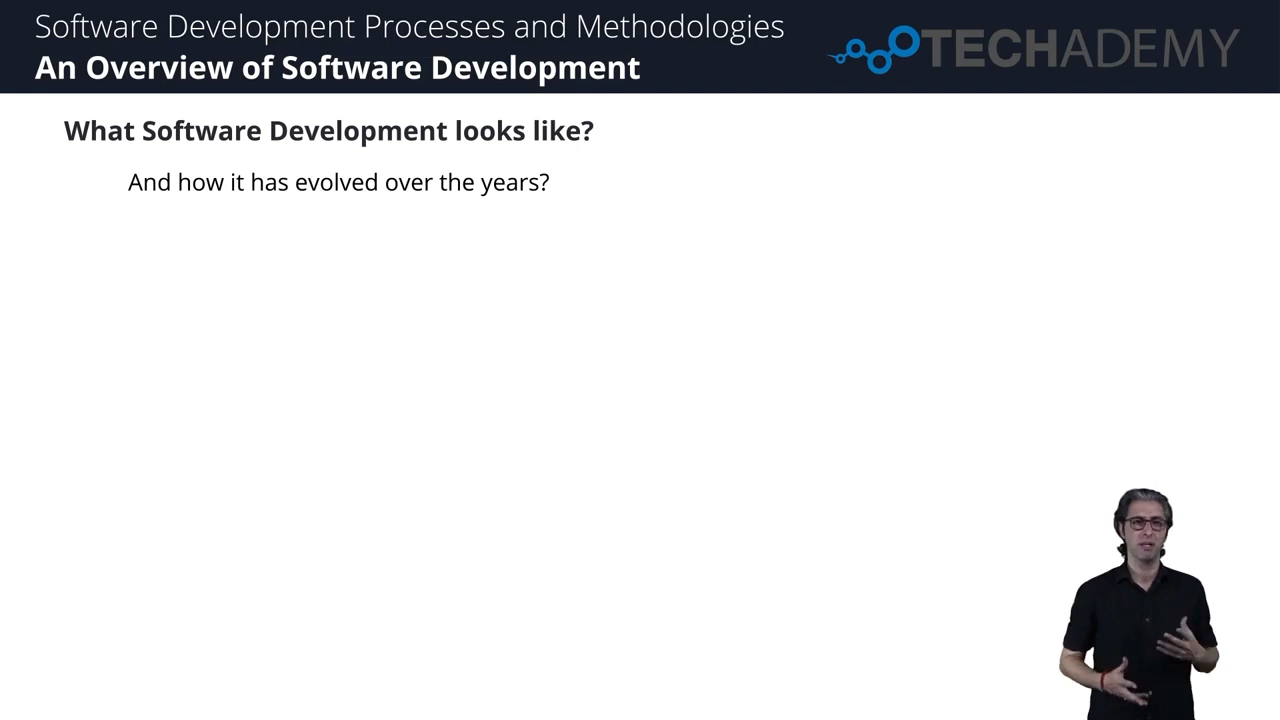 Software Development Processes and Methodologies
An Overview of Software Development
TECHADEMY
What Software Development looks like?
And how it has evolved over the years?